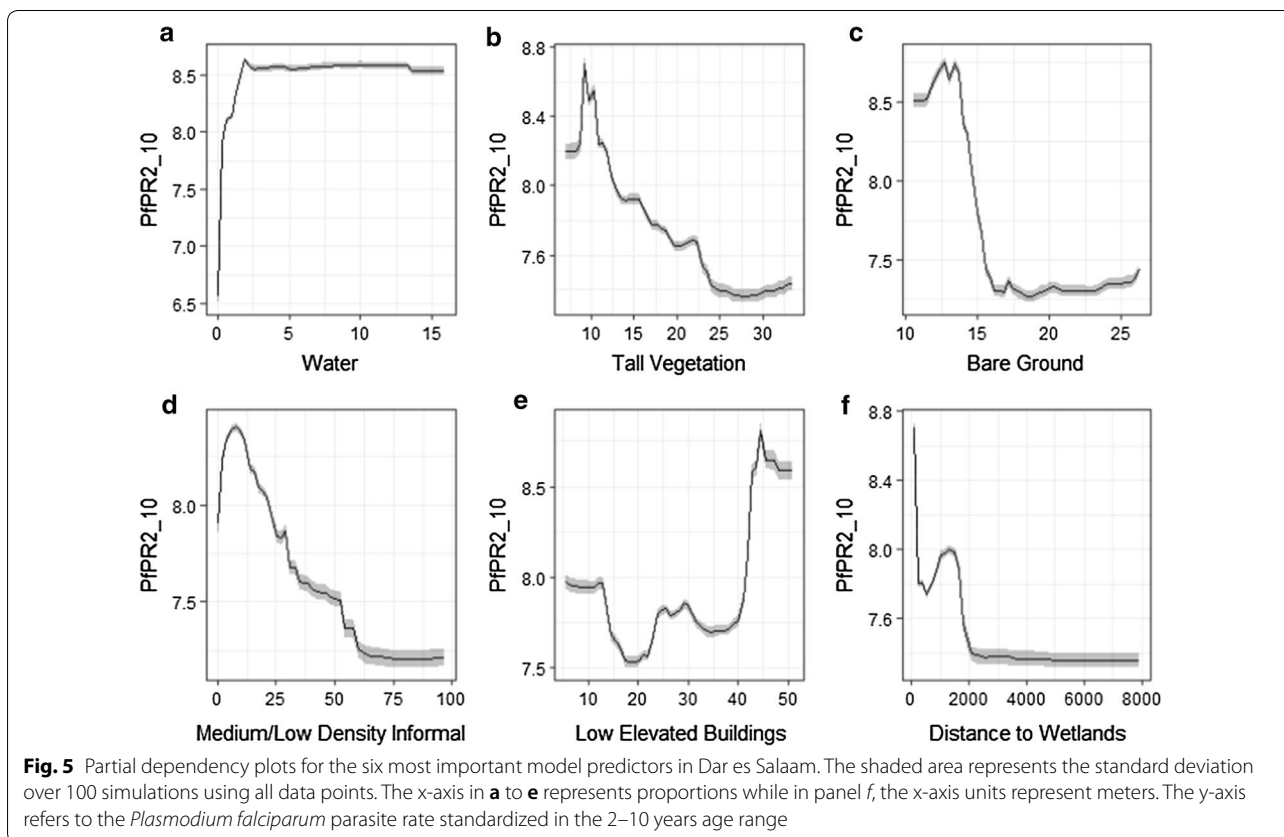 a
8.5
8.0
7.5
7.0
6.5
PfPR2_10
0 5 10 15
Water
b
8.8
8.4
8.0
7.6
PfPR2_10
10 15 20 25 30
Tall Vegetation
c
8.5
8.0
7.5
PfPR2_10
10 15 20 25
Bare Ground
d
8.0
7.5
PfPR2_10
0 25 50 75 100
Medium/Low Density Informal
e
8.5
8.0
7.5
PfPR2_10
10 20 30 40 50
Low Elevated Buildings
f
8.8
8.4
8.0
7.6
PfPR2_10
0 2000 4000 6000 8000
Distance to Wetlands
Fig. 5 Partial dependency plots for the six most important model predictors in Dar es Salaam. The shaded area represents the standard deviation
over 100 simulations using all data points. The x-axis in a to e represents proportions while in panel f, the x-axis units represent meters. The y-axis
refers to the Plasmodium falciparum parasite rate standardized in the 2–10 years age range